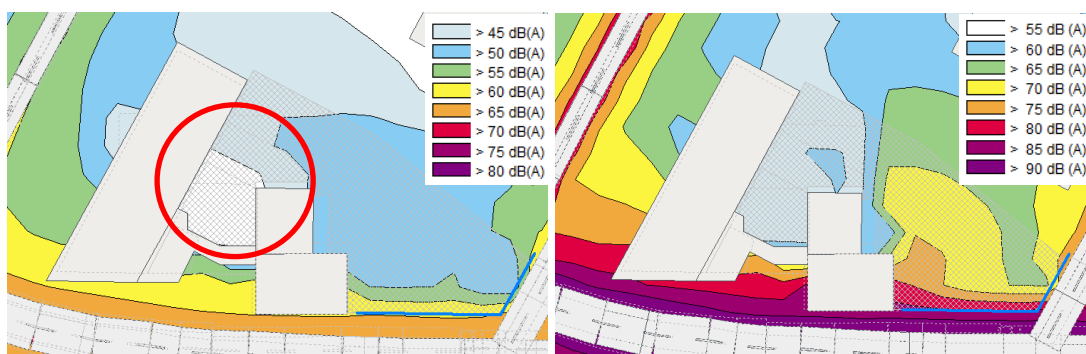 > 45 dB(A)
> 50 dB(A)
> 55 dB(A)
> 60 dB(A)
> 65 dB(A)
> 70 dB(A)
> 75 dB(A)
> 80 dB(A)
> 55 dB (A)
> 60 dB (A)
> 65 dB (A)
> 70 dB (A)
> 75 dB (A)
> 80 dB (A)
> 85 dB (A)
> 90 dB (A)